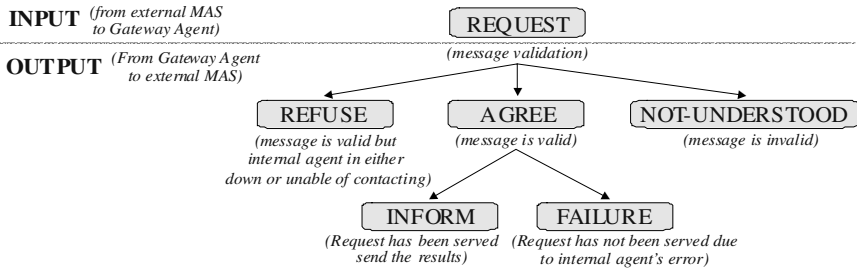 INPUT (from external MAS to Gateway Agent)
REQUEST
(message validation)
OUTPUT (From Gateway Agent to external MAS)
REFUSE
(message is valid but
internal agent in either
down or unable of contacting)
AGREE
(message is valid)
NOT-UNDERSTOOD
(message is invalid)
INFORM
(Request has been served
send the results)
FAILURE
(Request has not been served due
to internal agent's error)